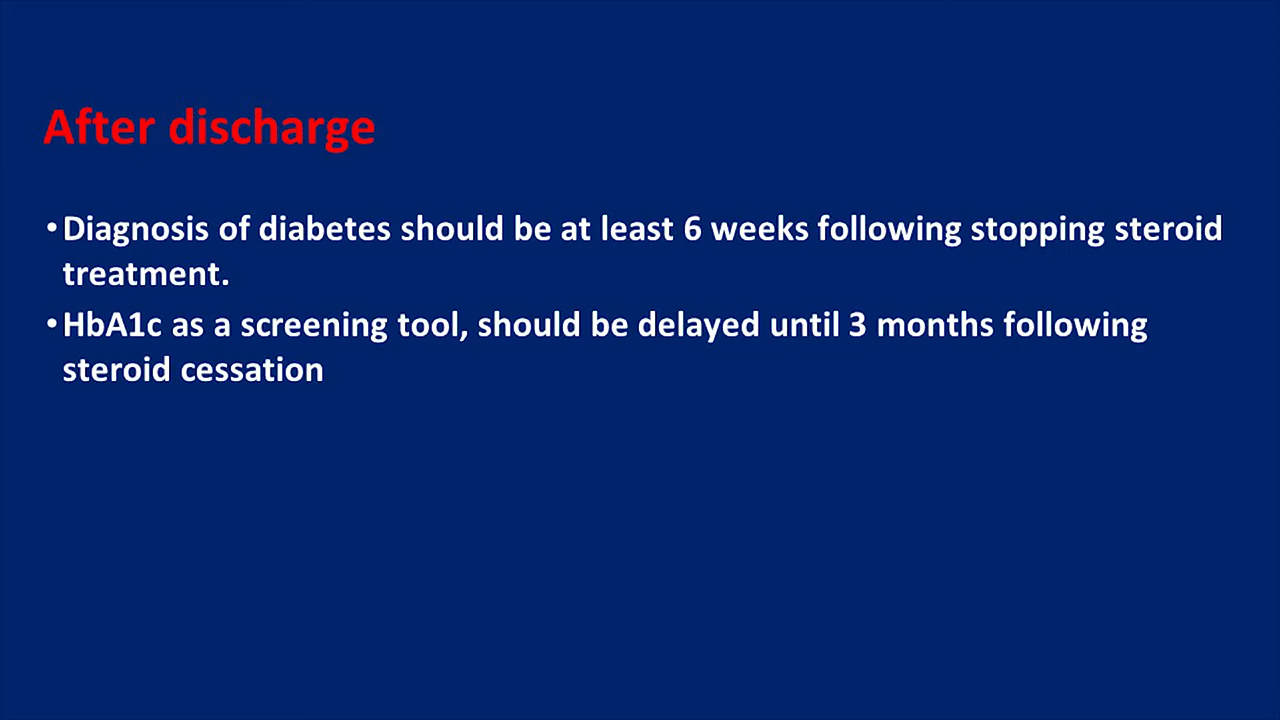 After discharge
•Diagnosis of diabetes should be at least 6 weeks following stopping steroid
treatment.
•HbA1c as a screening tool, should be delayed until 3 months following
steroid cessation